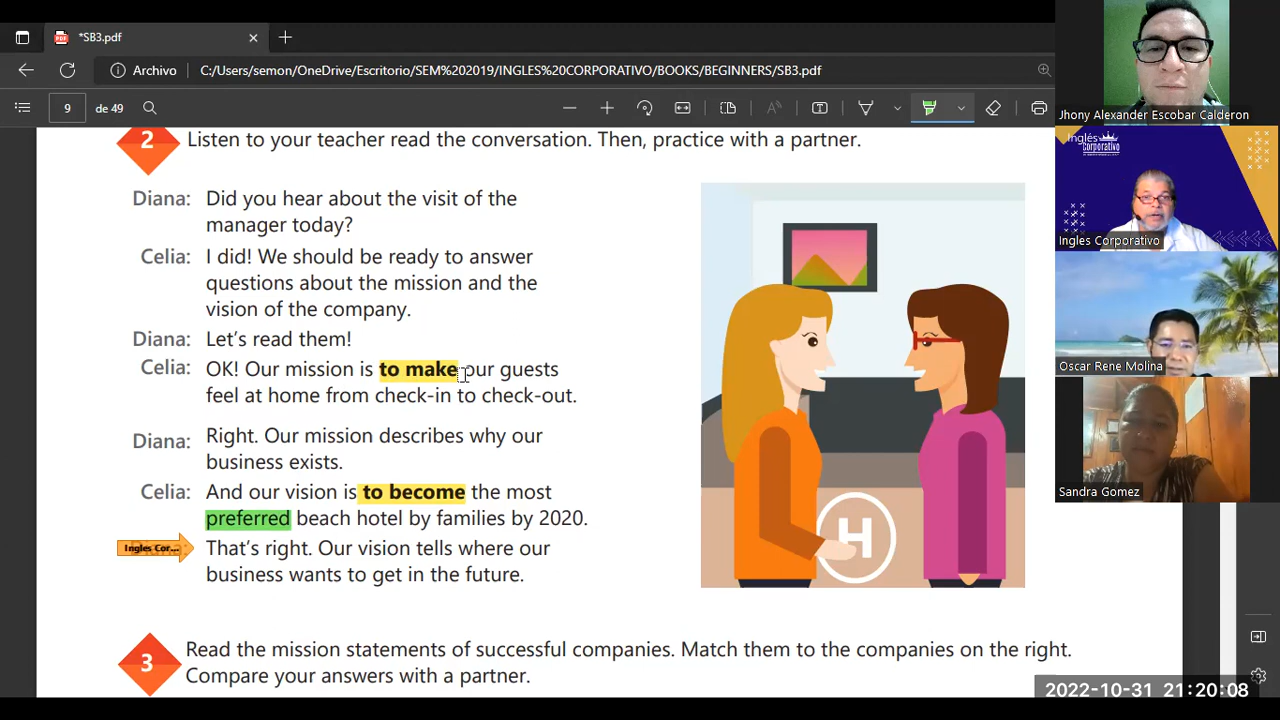 *SB3.pdf
Archivo
C:/Users/semon/OneDrive/Escritorio/SEM%202019/INGLES%20CORPORATIVO/BOOKS/BEGINNERS/SB3.pdf
9 de 49
2 Listen to your teacher read the conversation. Then, practice with a partner.
Diana: Did you hear about the visit of the
manager today?
Celia: I did! We should be ready to answer
questions about the mission and the
vision of the company.
Diana: Let's read them!
Celia: OK! Our mission is to make our guests
feel at home from check-in to check-out.
Diana: Right. Our mission describes why our
business exists.
Celia: And our vision is to become the most
preferred beach hotel by families by 2020.
Ingles Cor... That's right. Our vision tells where our
business wants to get in the future.
H
3 Read the mission statements of successful companies. Match them to the companies on the right.
Compare your answers with a partner.
Jhony Alexander Escobar Calderon
Inglés
Corporativo
Ingles Corporativo
Oscar Rene Molina
Sandra Gomez
2022-10-31 21:20:08